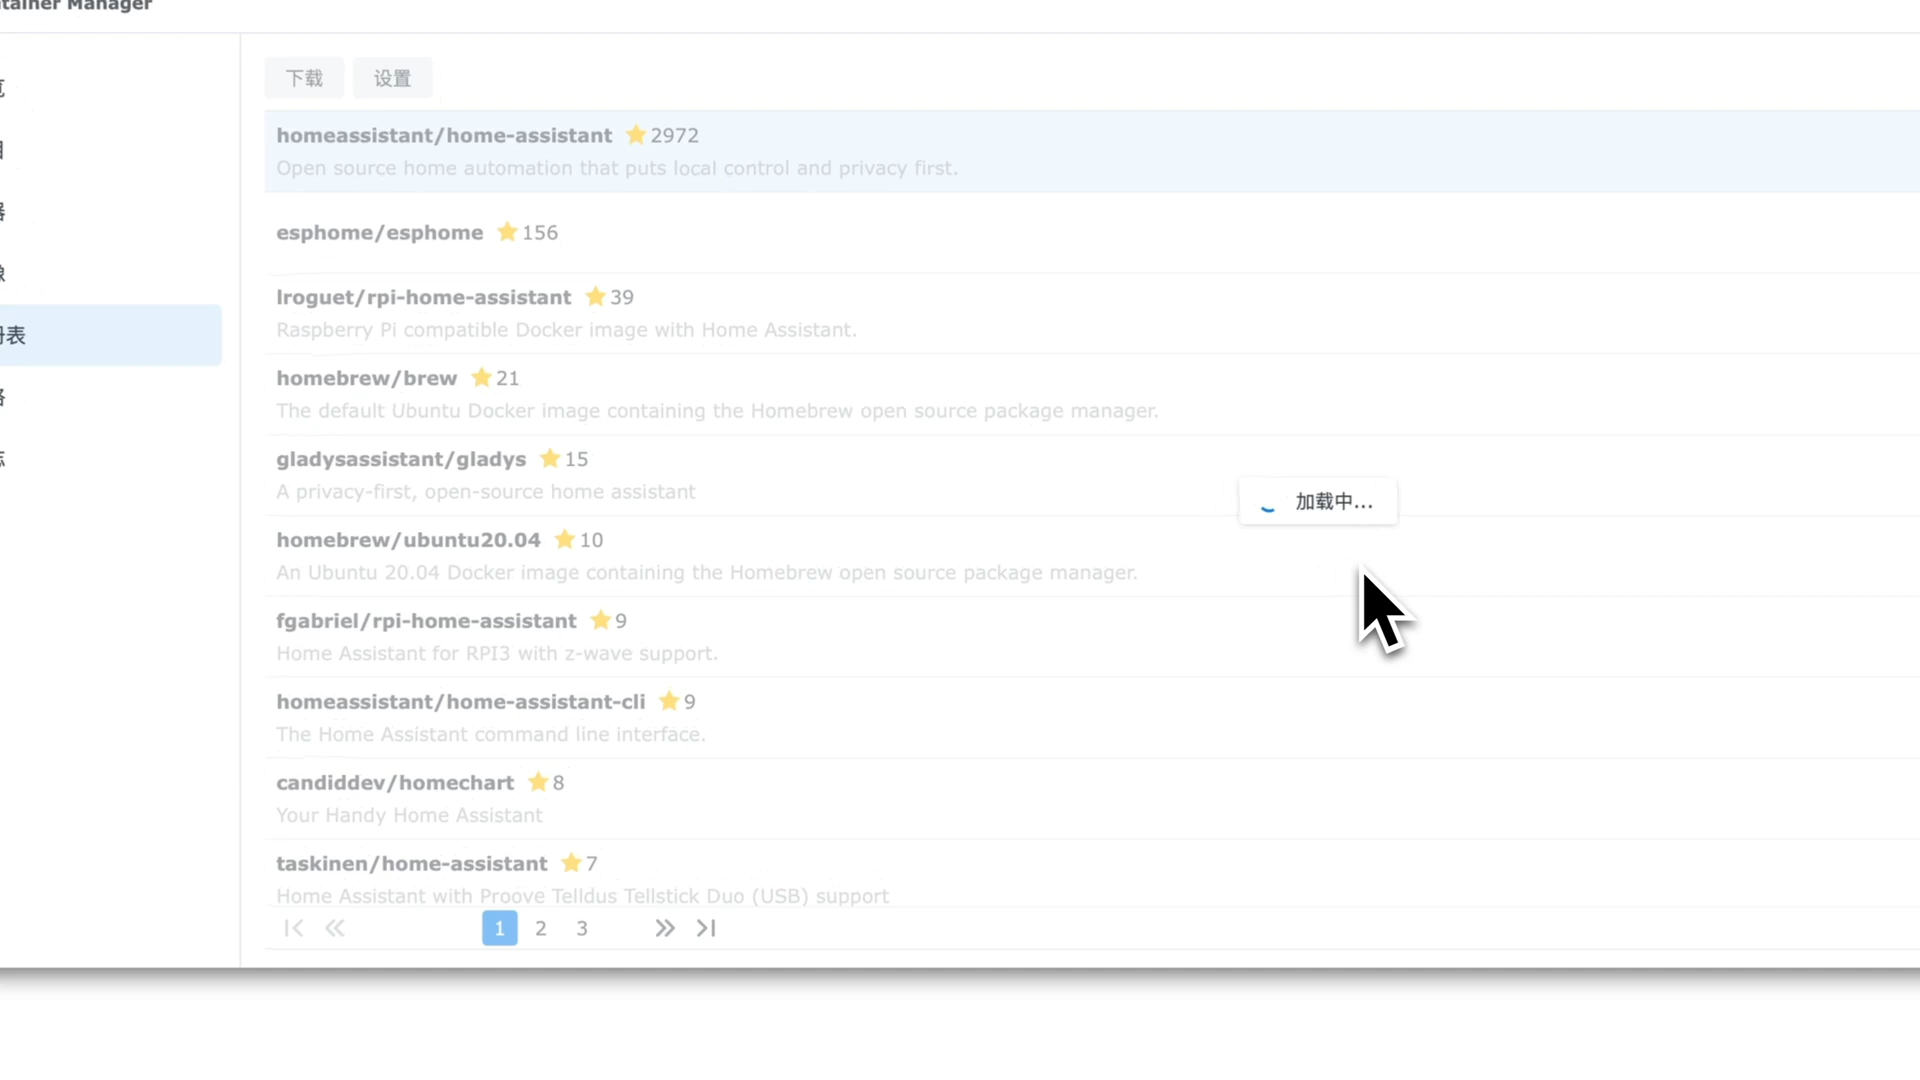 Manager
下载 设置
homeassistant/home-assistant ⭐2972
Open source home automation that puts local control and privacy first.
esphome/esphome ⭐156
lroguet/rpi-home-assistant ⭐39
Raspberry Pi compatible Docker image with Home Assistant.
homebrew/brew ⭐21
The default Ubuntu Docker image containing the Homebrew open source package manager.
gladysassistant/gladys ⭐15
A privacy-first, open-source home assistant
加载中...
homebrew/ubuntu20.04 ⭐10
An Ubuntu 20.04 Docker image containing the Homebrew open source package manager.
fgabriel/rpi-home-assistant ⭐9
Home Assistant for RPI3 with z-wave support.
homeassistant/home-assistant-cli ⭐9
The Home Assistant command line interface.
candiddev/homechart ⭐8
Your Handy Home Assistant
taskinen/home-assistant ⭐7
Home Assistant with Proove Telldus Tellstick Duo (USB) support
1 2 3
册表